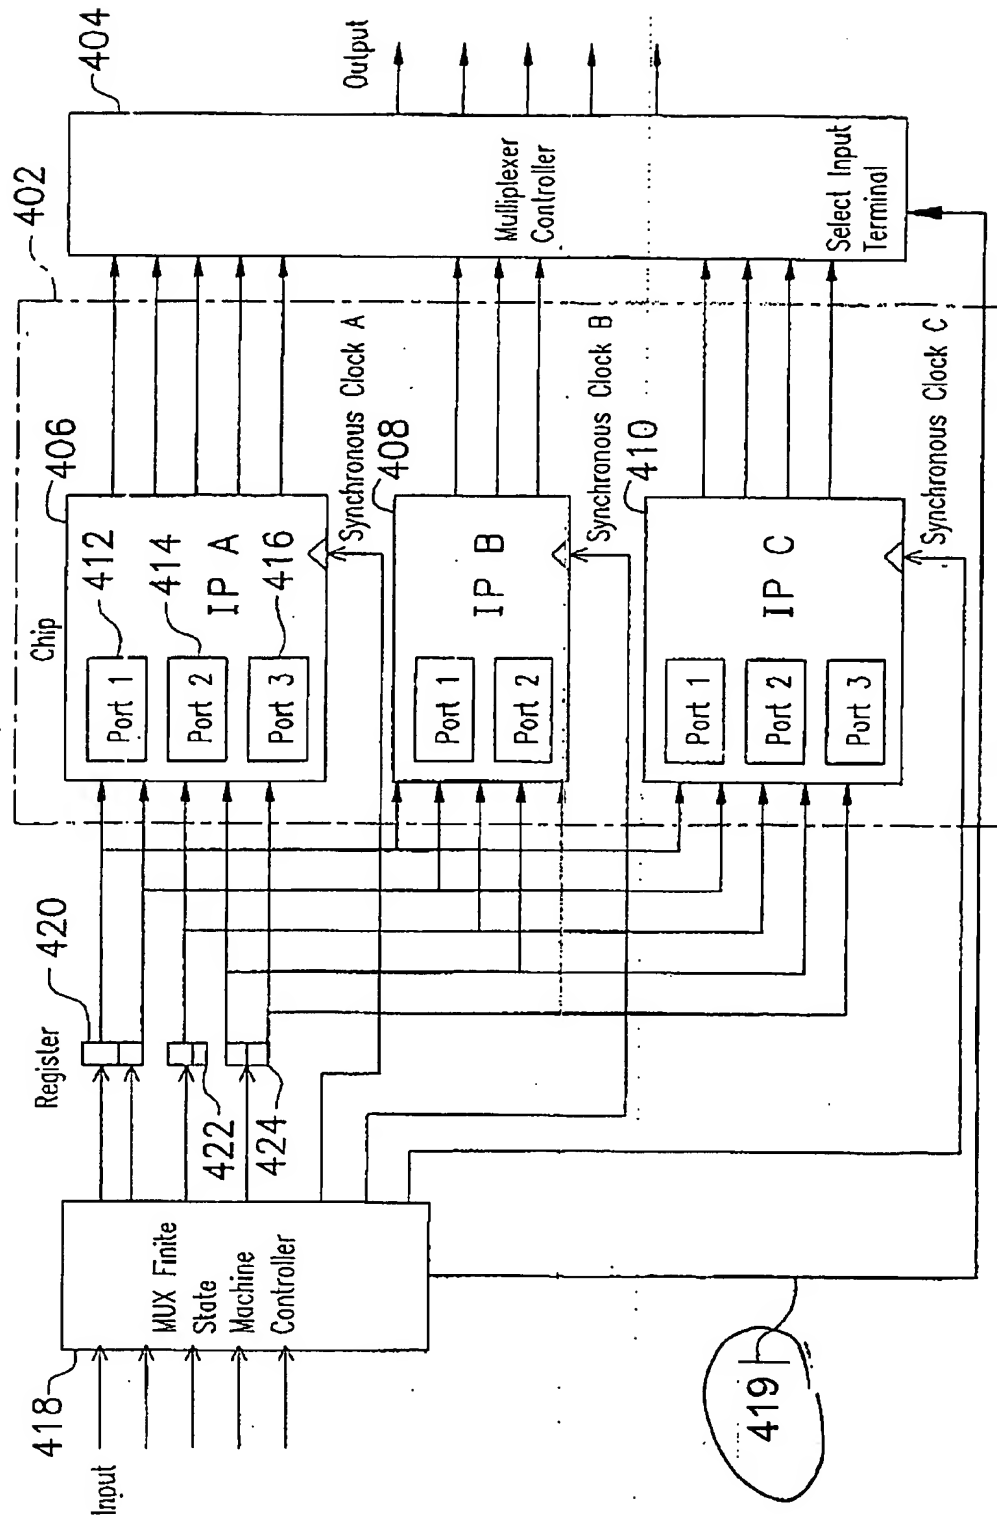 Input
418
MUX Finite
State
Machine
Controller
419
Register
420
422
424
Chip
402
406
Port 1
412
Port 2
414
Port 3
416
IP A
Synchronous Clock A
408
Port 1
Port 2
IP B
Synchronous Clock B
410
Port 1
Port 2
Port 3
IP C
Synchronous Clock C
404
Mulliplexer
Controller
Select Input
Terminal
Output